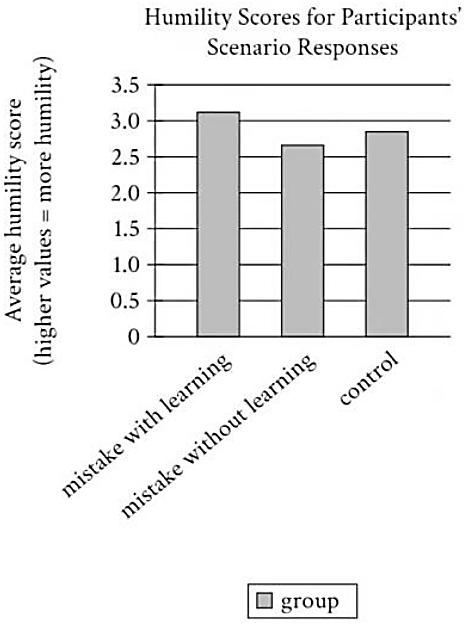 Humility Scores for Participants'
Scenario Responses
Average humility score
(higher values = more humility)
3.5
3.0
2.5
2.0
1.5
1.0
0.5
0
mistake with learning
mistake without learning
control
group